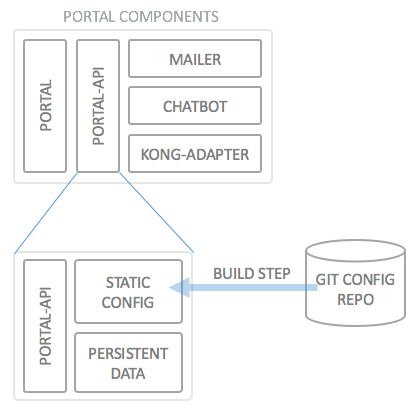 PORTAL COMPONENTS
PORTAL
PORTAL-API
MAILER
CHATBOT
KONG-ADAPTER
PORTAL-API
STATIC
CONFIG
PERSISTENT
DATA
BUILD STEP
GIT CONFIG
REPO